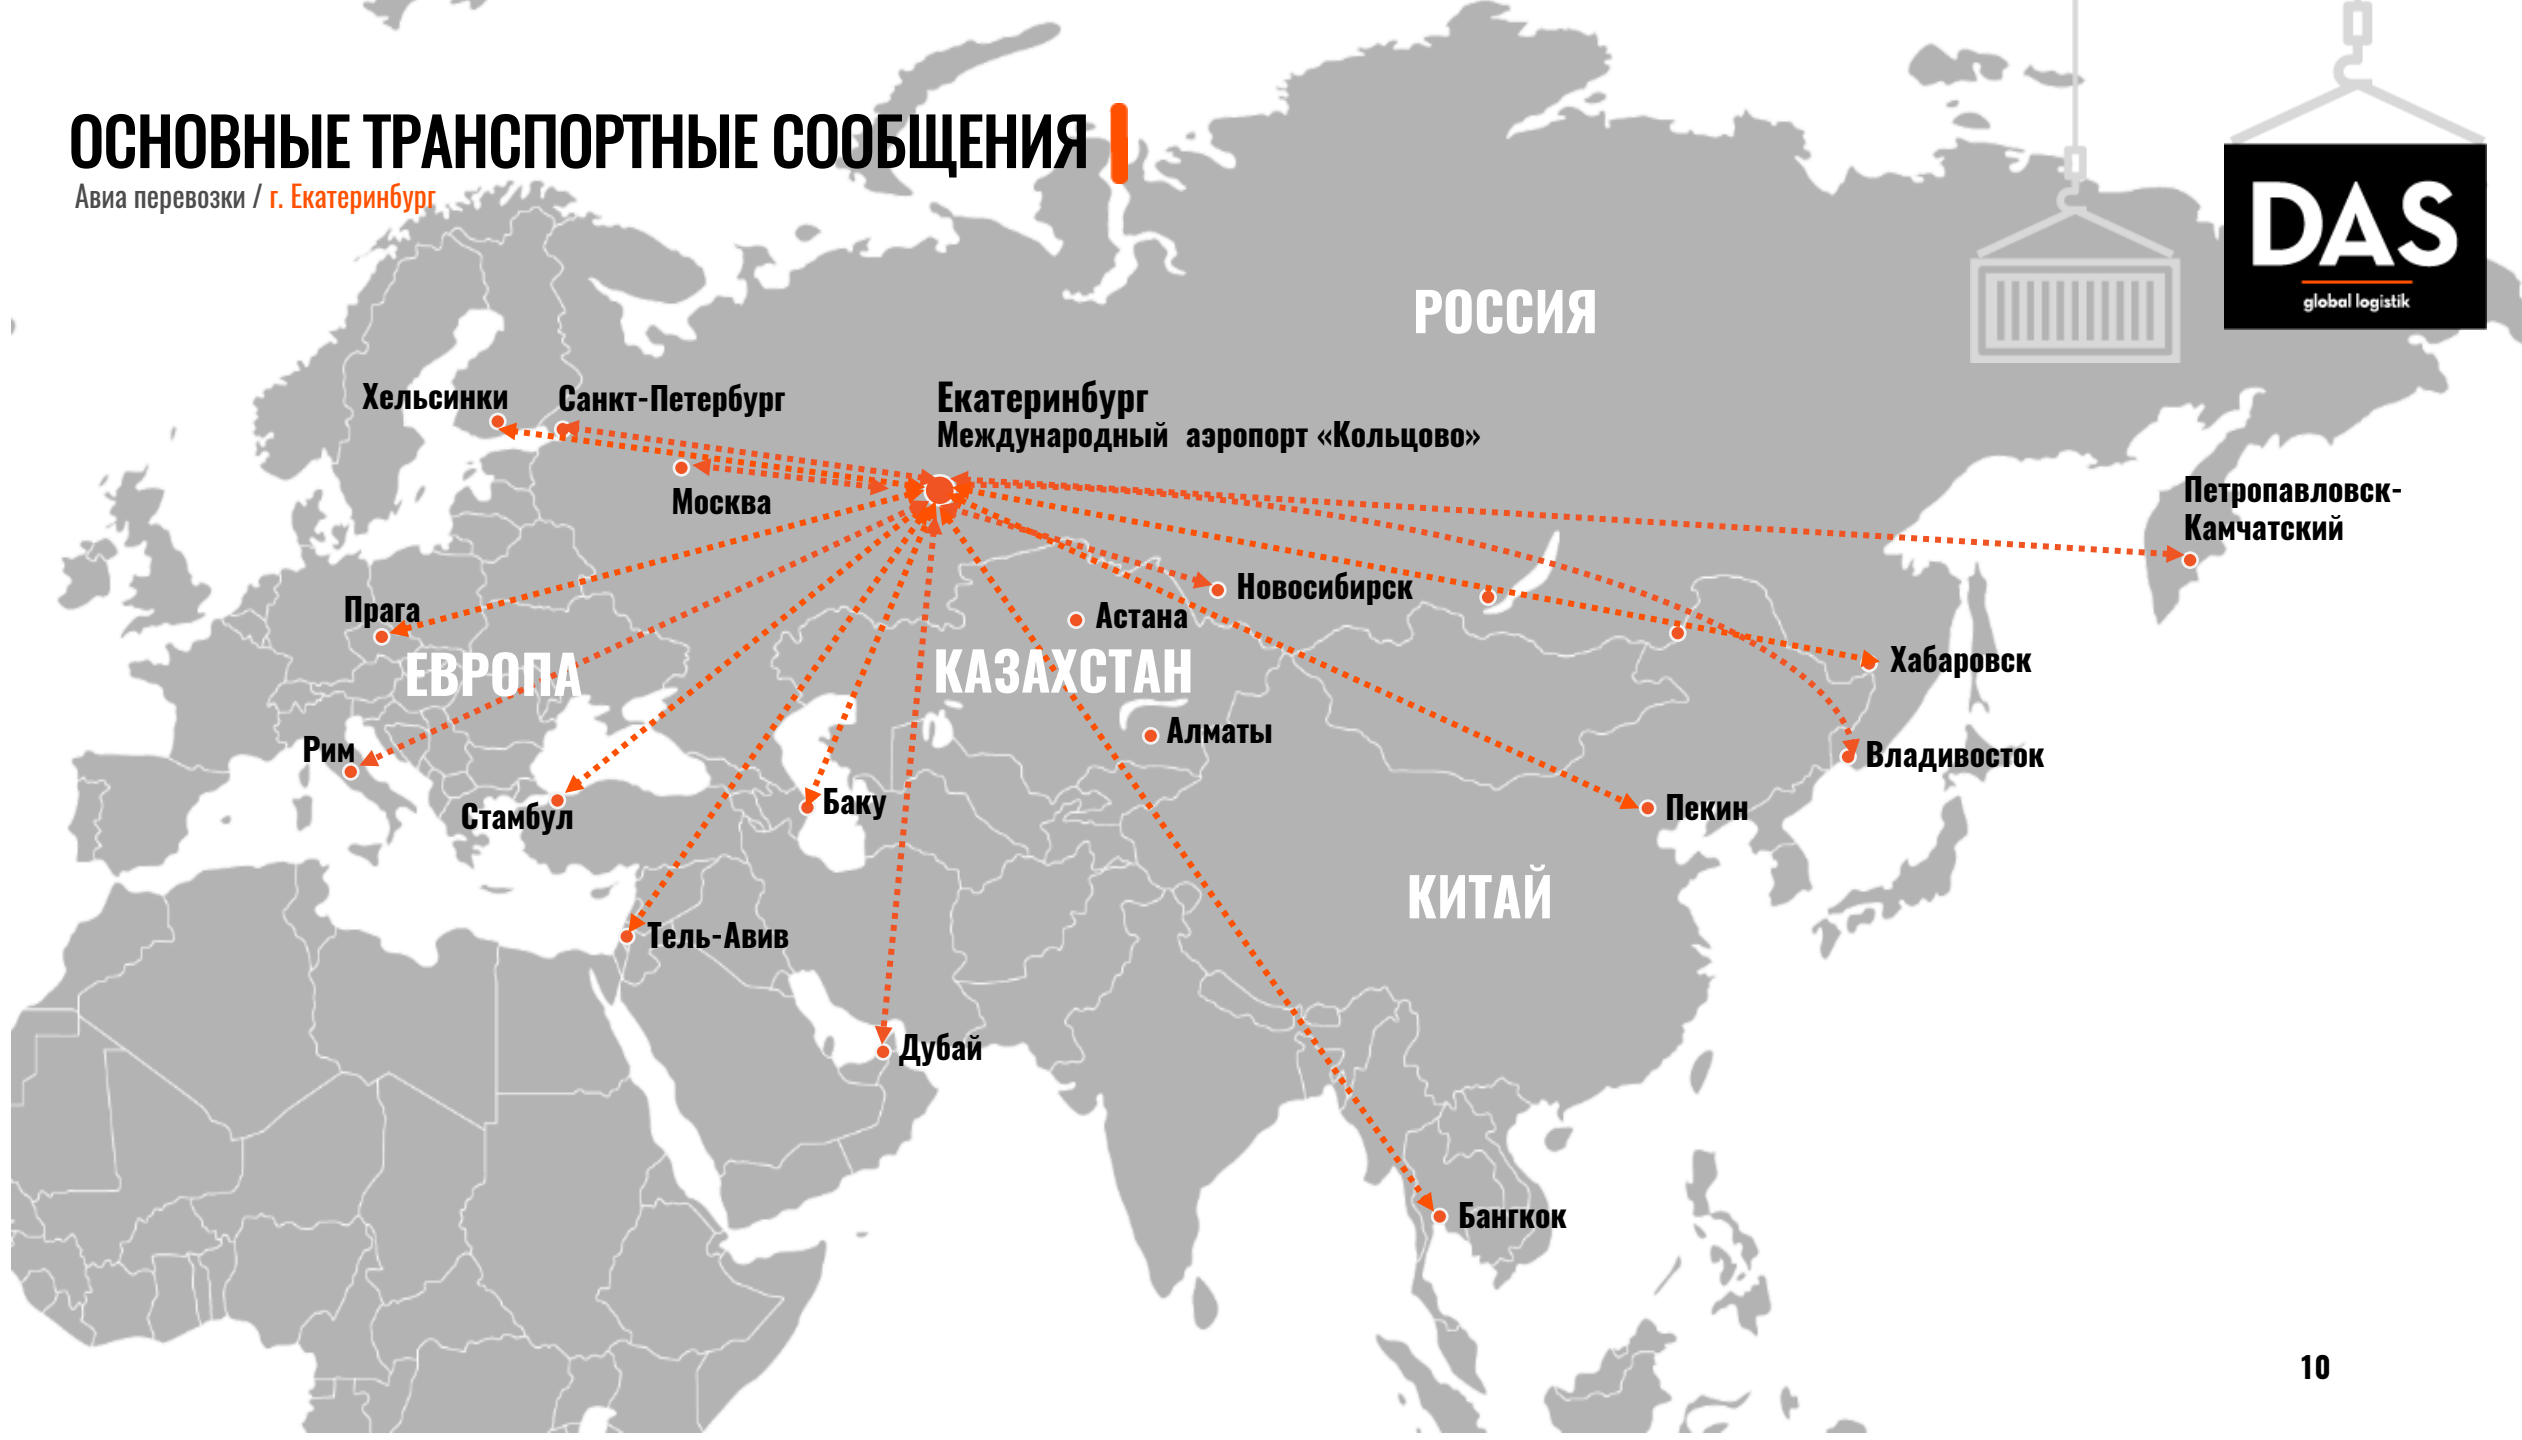 ОСНОВНЫЕ ТРАНСПОРТНЫЕ СООБЩЕНИЯ
Авиа перевозки / г. Екатеринбург
DAS
global logistik
РОССИЯ
Хельсинки
Санкт-Петербург
Екатеринбург
Международный аэропорт «Кольцово»
Москва
Петропавловск-
Камчатский
Новосибирск
Прага
Астана
ЕВРОПА
КАЗАХСТАН
Хабаровск
Рим
Алматы
Владивосток
Стамбул
Баку
Пекин
КИТАЙ
Тель-Авив
Дубай
Бангкок
10